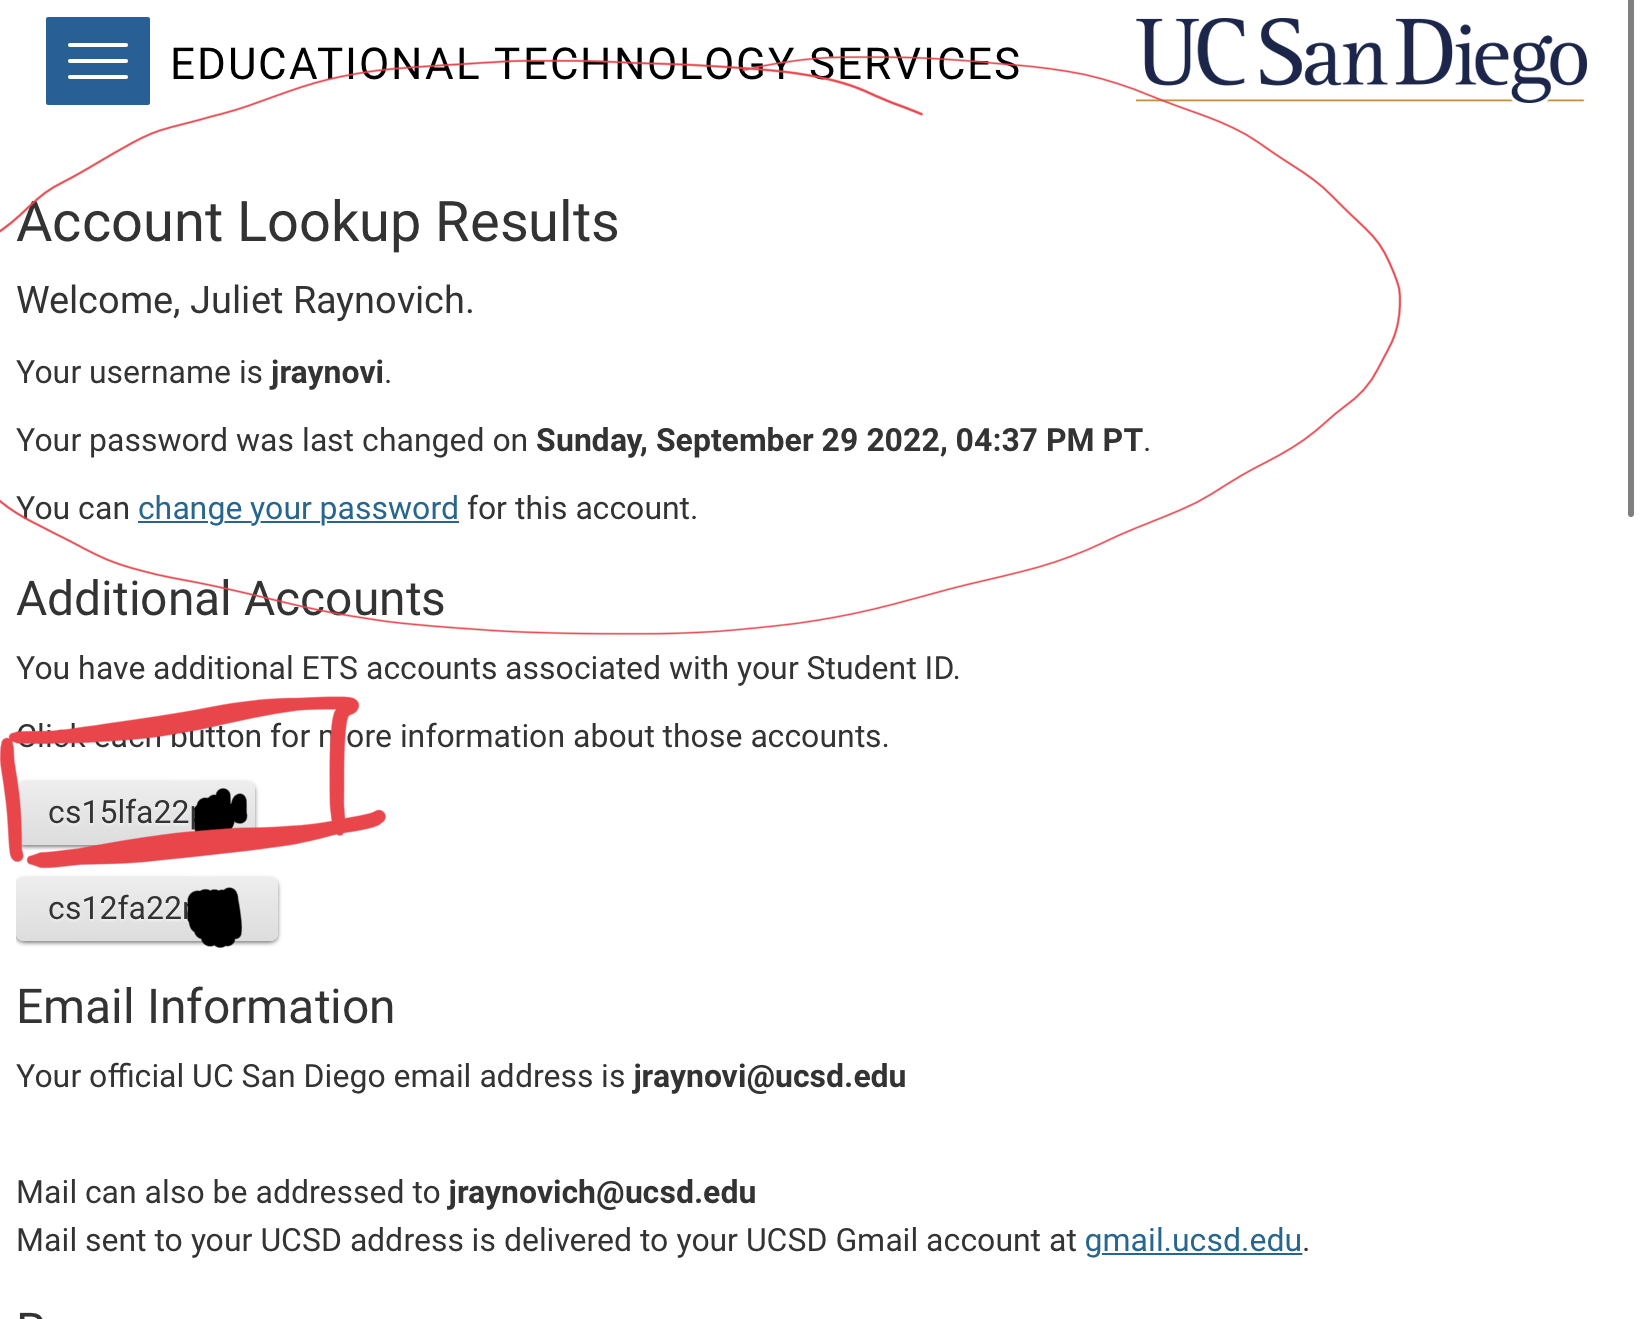 EDUCATIONAL TECHNOLOGY SERVICES
UC San Diego
Account Lookup Results
Welcome, Juliet Raynovich.
Your username is jraynovi.
Your password was last changed on Sunday, September 29 2022, 04:37 PM PT.
You can change your password for this account.
Additional Accounts
You have additional ETS accounts associated with your Student ID.
Click each button for more information about those accounts.
cs15lfa22
cs12fa22
Email Information
Your official UC San Diego email address is jraynovi@ucsd.edu
Mail can also be addressed to jraynovich@ucsd.edu
Mail sent to your UCSD address is delivered to your UCSD Gmail account at gmail.ucsd.edu.